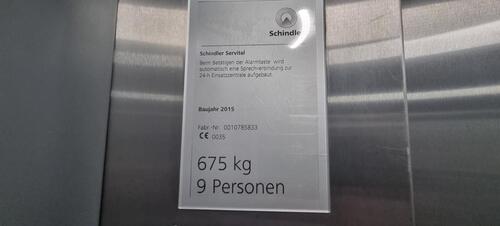 Schindler
Schindler Servitel
Beim Betätigen der Alarmtaste wird
automatisch eine Sprechverbindung zur
24-h Einsatzzentrale aufgebaut.
Baujahr 2015
Fabr.-Nr. 0010785833
CE 0035
675 kg
9 Personen